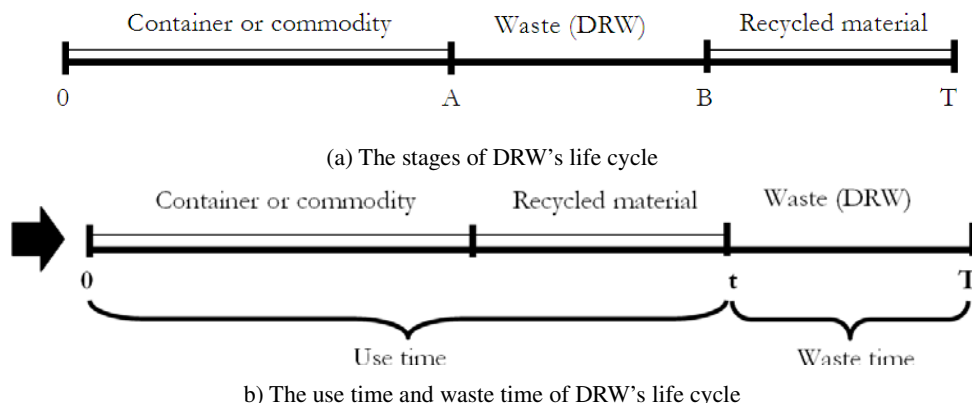 Container or commodity Waste (DRW) Recycled material
0 A B T
(a) The stages of DRW's life cycle
Container or commodity Recycled material Waste (DRW)
0 t T
Use time Waste time
b) The use time and waste time of DRW's life cycle